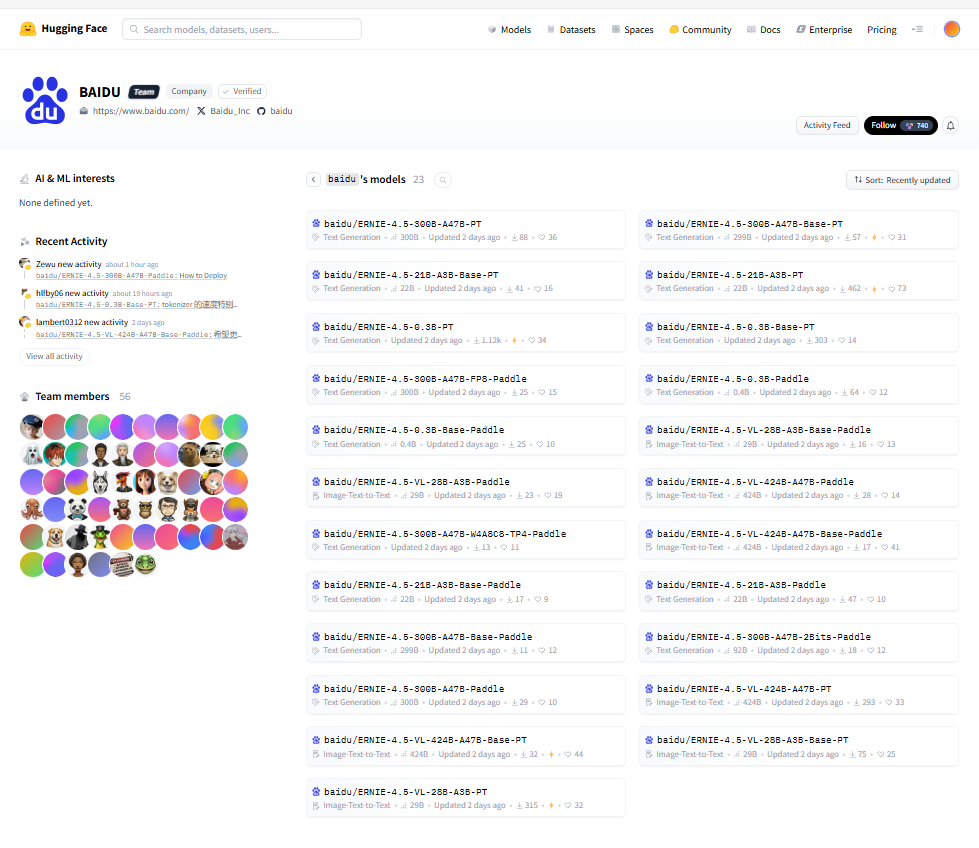 Hugging Face
Search models, datasets, users...
Models
Datasets
Spaces
Community
Docs
Enterprise
Pricing
du
BAIDU
Team
Company
Verified
https://www.baidu.com/
Baidu_Inc
baidu
Activity Feed
Follow 740
AI & ML interests
None defined yet.
Recent Activity
Zewu new activity about 1 hour ago
baidu/ERNIE-4.5-300B-A47B-Paddle: How to Deploy
hlfby06 new activity about 19 hours ago
baidu/ERNIE-4.5-0.3B-Base-PT: tokenizer 的速度特别...
lambert0312 new activity 2 days ago
baidu/ERNIE-4.5-VL-424B-A47B-Base-Paddle: 希望更...
View all activity
Team members 56
baidu 's models 23
Sort: Recently updated
baidu/ERNIE-4.5-300B-A47B-PT
Text Generation • 300B • Updated 2 days ago • 88 • 36
baidu/ERNIE-4.5-300B-A47B-Base-PT
Text Generation • 299B • Updated 2 days ago • 57 • 31
baidu/ERNIE-4.5-21B-A3B-Base-PT
Text Generation • 22B • Updated 2 days ago • 41 • 16
baidu/ERNIE-4.5-21B-A3B-PT
Text Generation • 22B • Updated 2 days ago • 462 • 73
baidu/ERNIE-4.5-0.3B-PT
Text Generation • Updated 2 days ago • 1.12k • 34
baidu/ERNIE-4.5-0.3B-Base-PT
Text Generation • Updated 2 days ago • 303 • 14
baidu/ERNIE-4.5-300B-A47B-FP8-Paddle
Text Generation • 300B • Updated 2 days ago • 25 • 15
baidu/ERNIE-4.5-0.3B-Paddle
Text Generation • 0.4B • Updated 2 days ago • 64 • 12
baidu/ERNIE-4.5-0.3B-Base-Paddle
Text Generation • 0.4B • Updated 2 days ago • 25 • 10
baidu/ERNIE-4.5-VL-28B-A3B-Base-Paddle
Image-Text-to-Text • 29B • Updated 2 days ago • 16 • 13
baidu/ERNIE-4.5-VL-28B-A3B-Paddle
Image-Text-to-Text • 29B • Updated 2 days ago • 23 • 19
baidu/ERNIE-4.5-VL-424B-A47B-Paddle
Image-Text-to-Text • 424B • Updated 2 days ago • 28 • 14
baidu/ERNIE-4.5-300B-A47B-W4A8C8-TP4-Paddle
Text Generation • Updated 2 days ago • 13 • 11
baidu/ERNIE-4.5-VL-424B-A47B-Base-Paddle
Image-Text-to-Text • 424B • Updated 2 days ago • 17 • 41
baidu/ERNIE-4.5-21B-A3B-Base-Paddle
Text Generation • 22B • Updated 2 days ago • 17 • 9
baidu/ERNIE-4.5-21B-A3B-Paddle
Text Generation • 22B • Updated 2 days ago • 47 • 10
baidu/ERNIE-4.5-300B-A47B-Base-Paddle
Text Generation • 299B • Updated 2 days ago • 11 • 12
baidu/ERNIE-4.5-300B-A47B-2Bits-Paddle
Text Generation • 92B • Updated 2 days ago • 18 • 12
baidu/ERNIE-4.5-300B-A47B-Paddle
Text Generation • 300B • Updated 2 days ago • 29 • 10
baidu/ERNIE-4.5-VL-424B-A47B-PT
Image-Text-to-Text • 424B • Updated 2 days ago • 293 • 33
baidu/ERNIE-4.5-VL-424B-A47B-Base-PT
Image-Text-to-Text • 424B • Updated 2 days ago • 32 • 44
baidu/ERNIE-4.5-VL-28B-A3B-Base-PT
Image-Text-to-Text • 29B • Updated 2 days ago • 75 • 25
baidu/ERNIE-4.5-VL-28B-A3B-PT
Image-Text-to-Text • 29B • Updated 2 days ago • 315 • 32